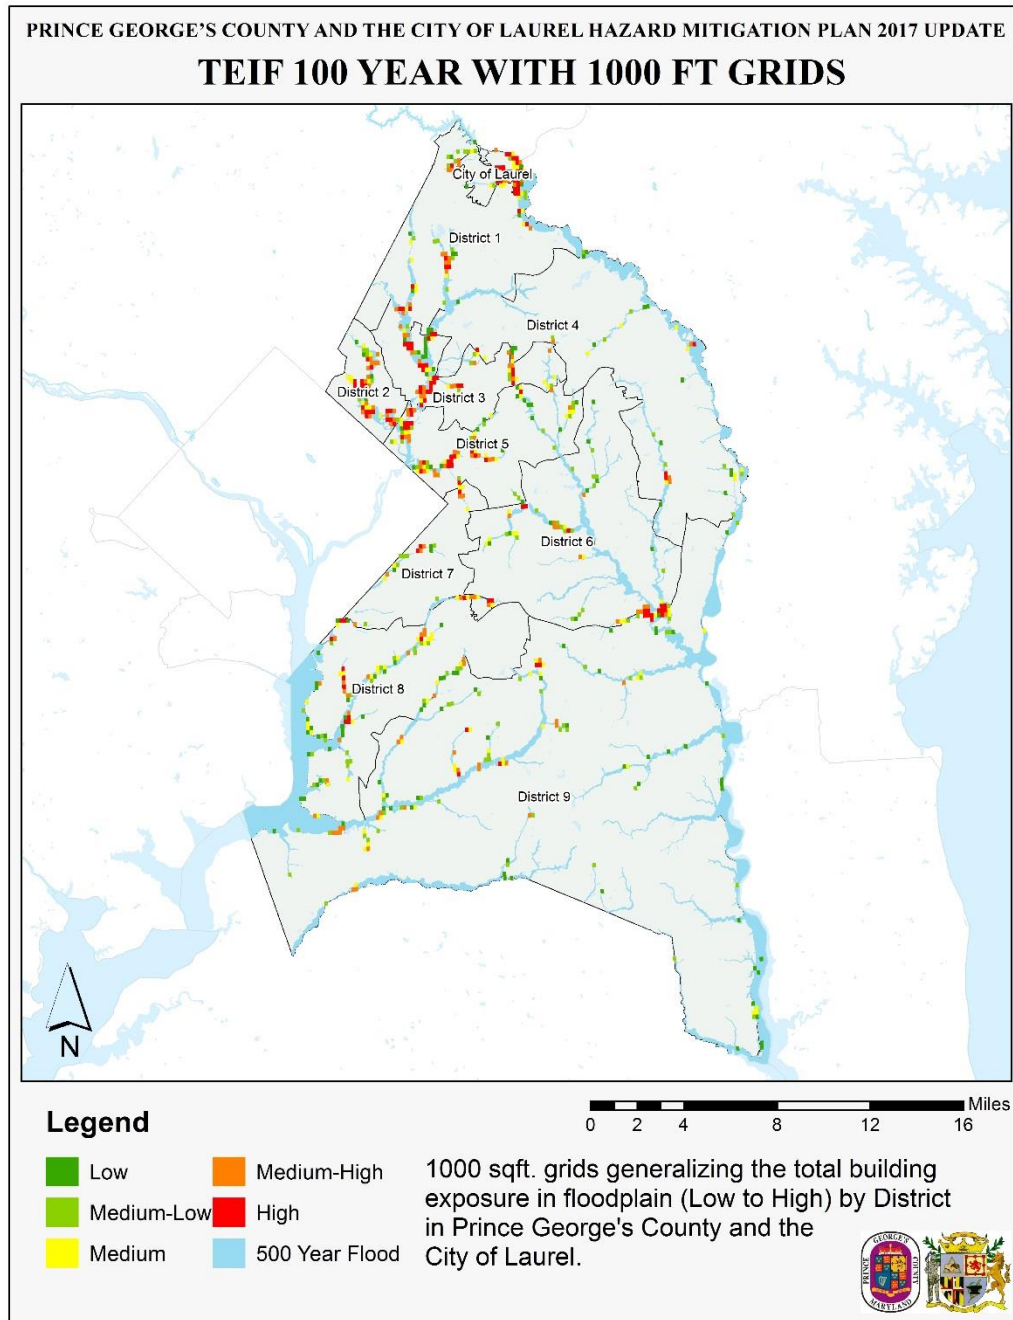 PRINCE GEORGE'S COUNTY AND THE CITY OF LAUREL HAZARD MITIGATION PLAN 2017 UPDATE
TEIF 100 YEAR WITH 1000 FT GRIDS
City of Laurel
District 1
District 4
District 2
District 3
District 5
District 6
District 7
District 8
District 9
N
Miles
0 2 4 8 12 16
Legend
Low
Medium-Low
Medium
Medium-High
High
500 Year Flood
1000 sqft. grids generalizing the total building
exposure in floodplain (Low to High) by District
in Prince George's County and the
City of Laurel.
PRINCE GEORGE'S COUNTY
MARYLAND